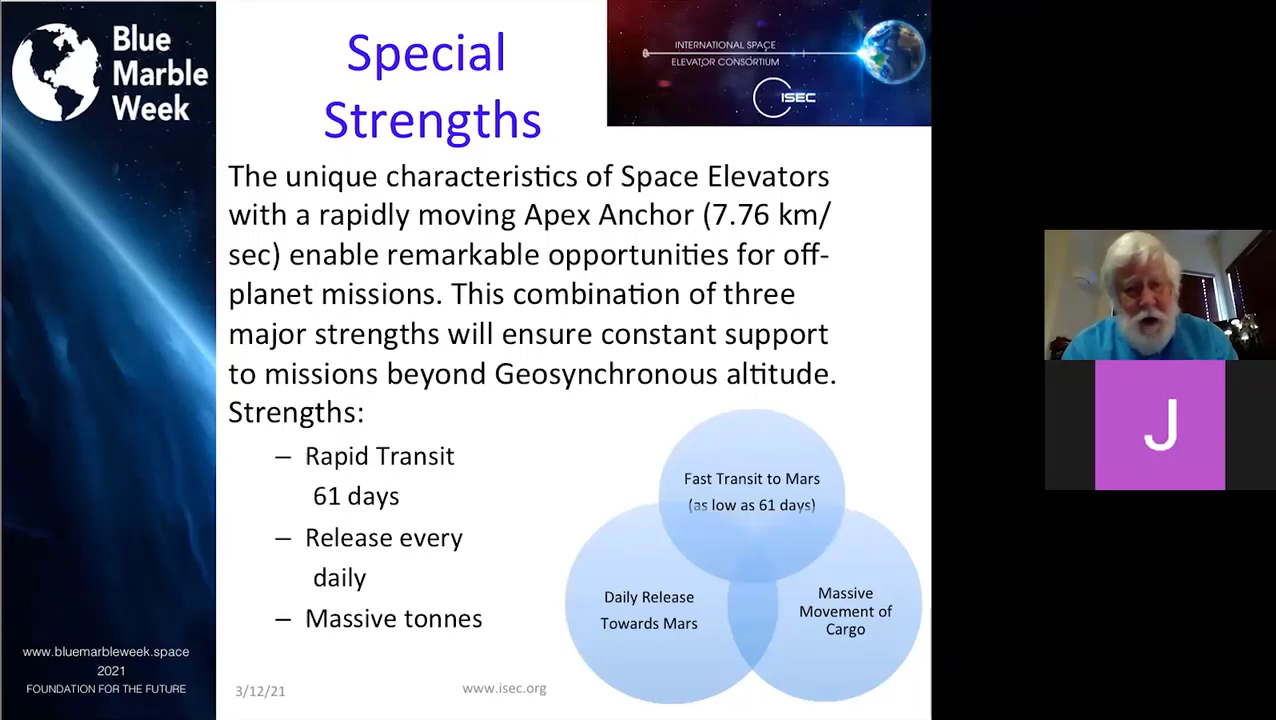 Blue
Marble
Week
Special
Strengths
INTERNATIONAL SPACE
ELEVATOR CONSORTIUM
ISEC
The unique characteristics of Space Elevators
with a rapidly moving Apex Anchor (7.76 km/
sec) enable remarkable opportunities for off-
planet missions. This combination of three
major strengths will ensure constant support
to missions beyond Geosynchronous altitude.
Strengths:
– Rapid Transit
61 days
– Release every
daily
– Massive tonnes
Fast Transit to Mars
(as low as 61 days)
Daily Release
Towards Mars
Massive
Movement of
Cargo
www.bluemarbleweek.space
2021
FOUNDATION FOR THE FUTURE
3/12/21
www.isec.org
J